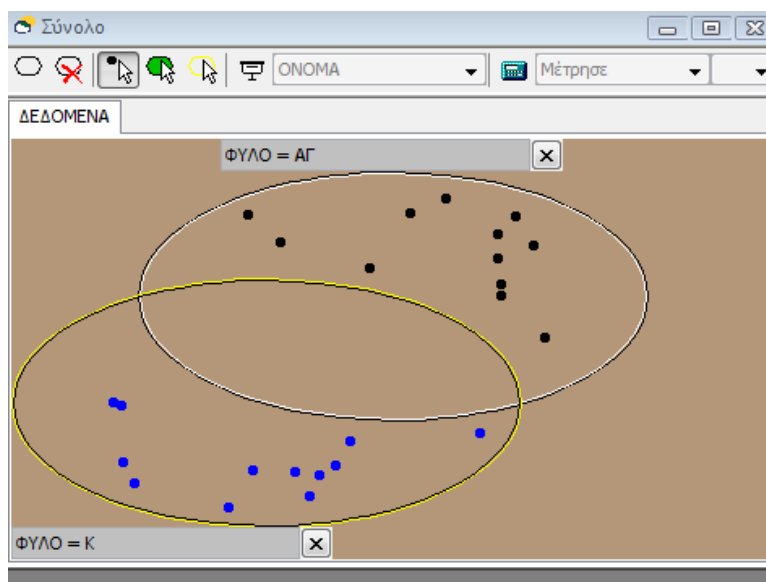 Σύνολο
ΟΝΟΜΑ
Μέτρησε
ΔΕΔΟΜΕΝΑ
ΦΥΛΟ = ΑΓ
ΦΥΛΟ = Κ